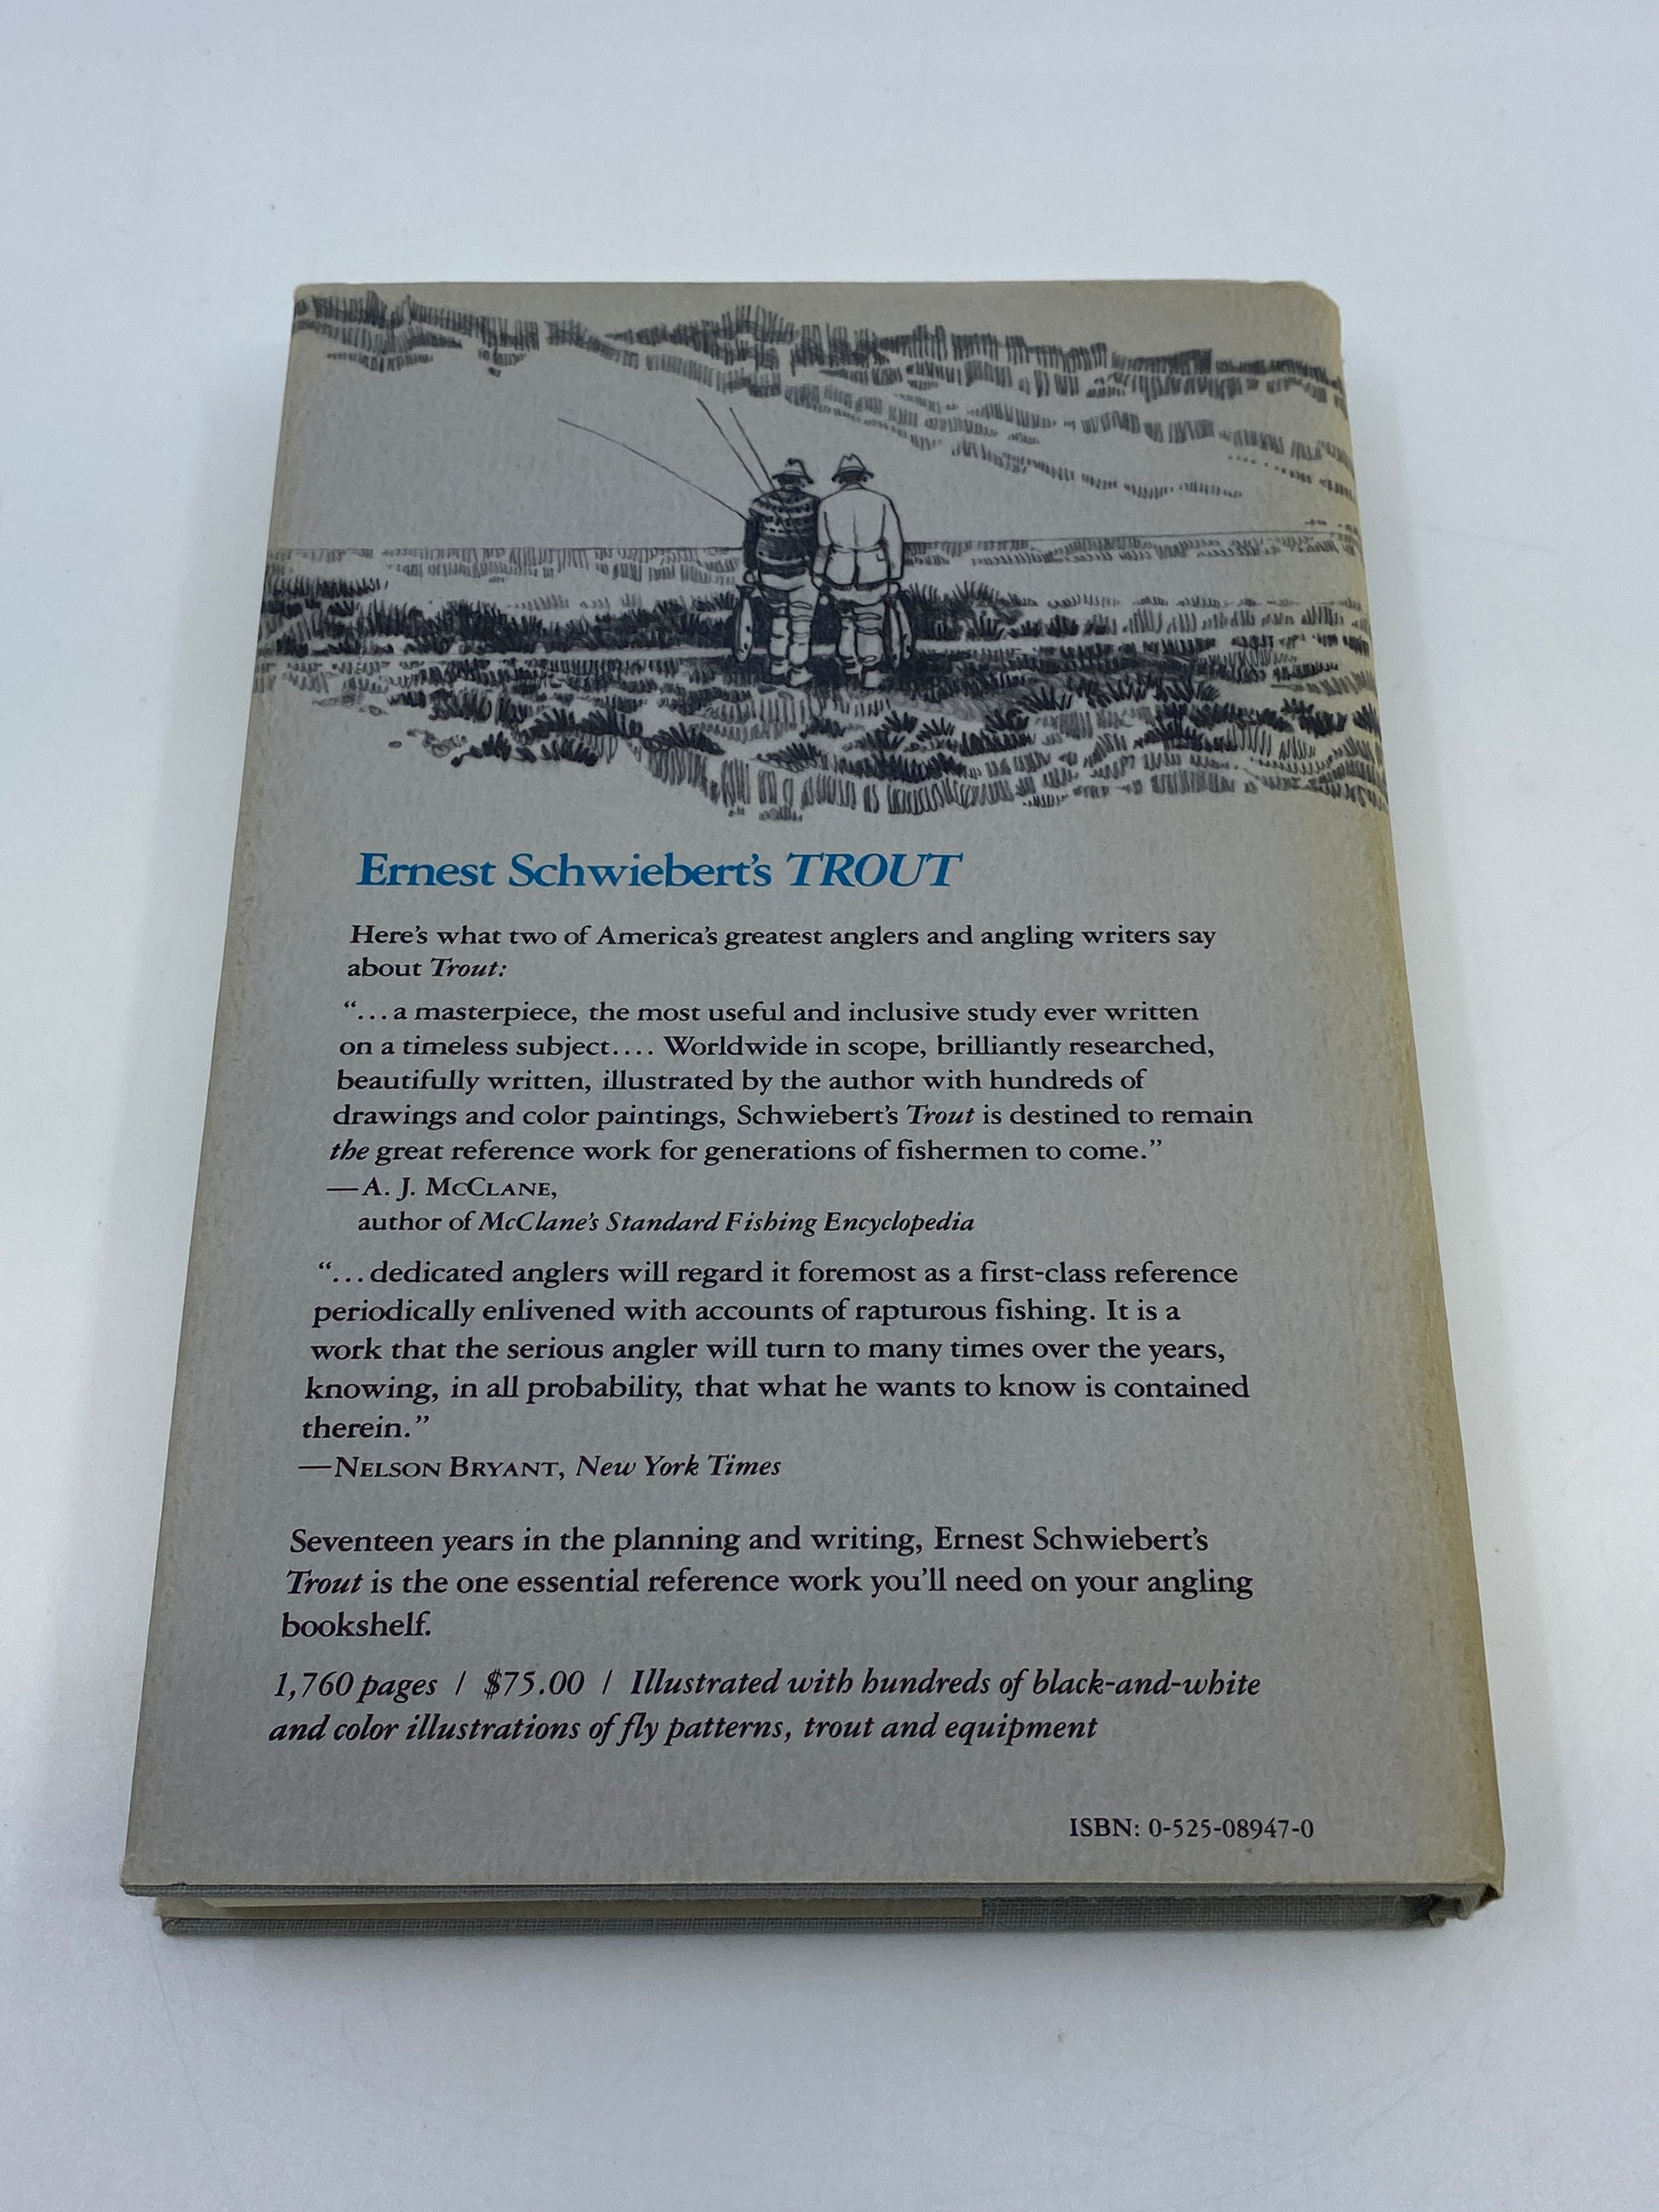 Ernest Schwiebert's TROUT
Here's what two of America's greatest anglers and angling writers say
about Trout:
“...a masterpiece, the most useful and inclusive study ever written
on a timeless subject.... Worldwide in scope, brilliantly researched,
beautifully written, illustrated by the author with hundreds of
drawings and color paintings, Schwiebert's Trout is destined to remain
the great reference work for generations of fishermen to come.”
—A. J. McClane,
author of McClane's Standard Fishing Encyclopedia
“...dedicated anglers will regard it foremost as a first-class reference
periodically enlivened with accounts of rapturous fishing. It is a
work that the serious angler will turn to many times over the years,
knowing, in all probability, that what he wants to know is contained
therein.”
—Nelson Bryant, New York Times
Seventeen years in the planning and writing, Ernest Schwiebert's
Trout is the one essential reference work you'll need on your angling
bookshelf.
1,760 pages / $75.00 / Illustrated with hundreds of black-and-white
and color illustrations of fly patterns, trout and equipment
ISBN: 0-525-08947-0